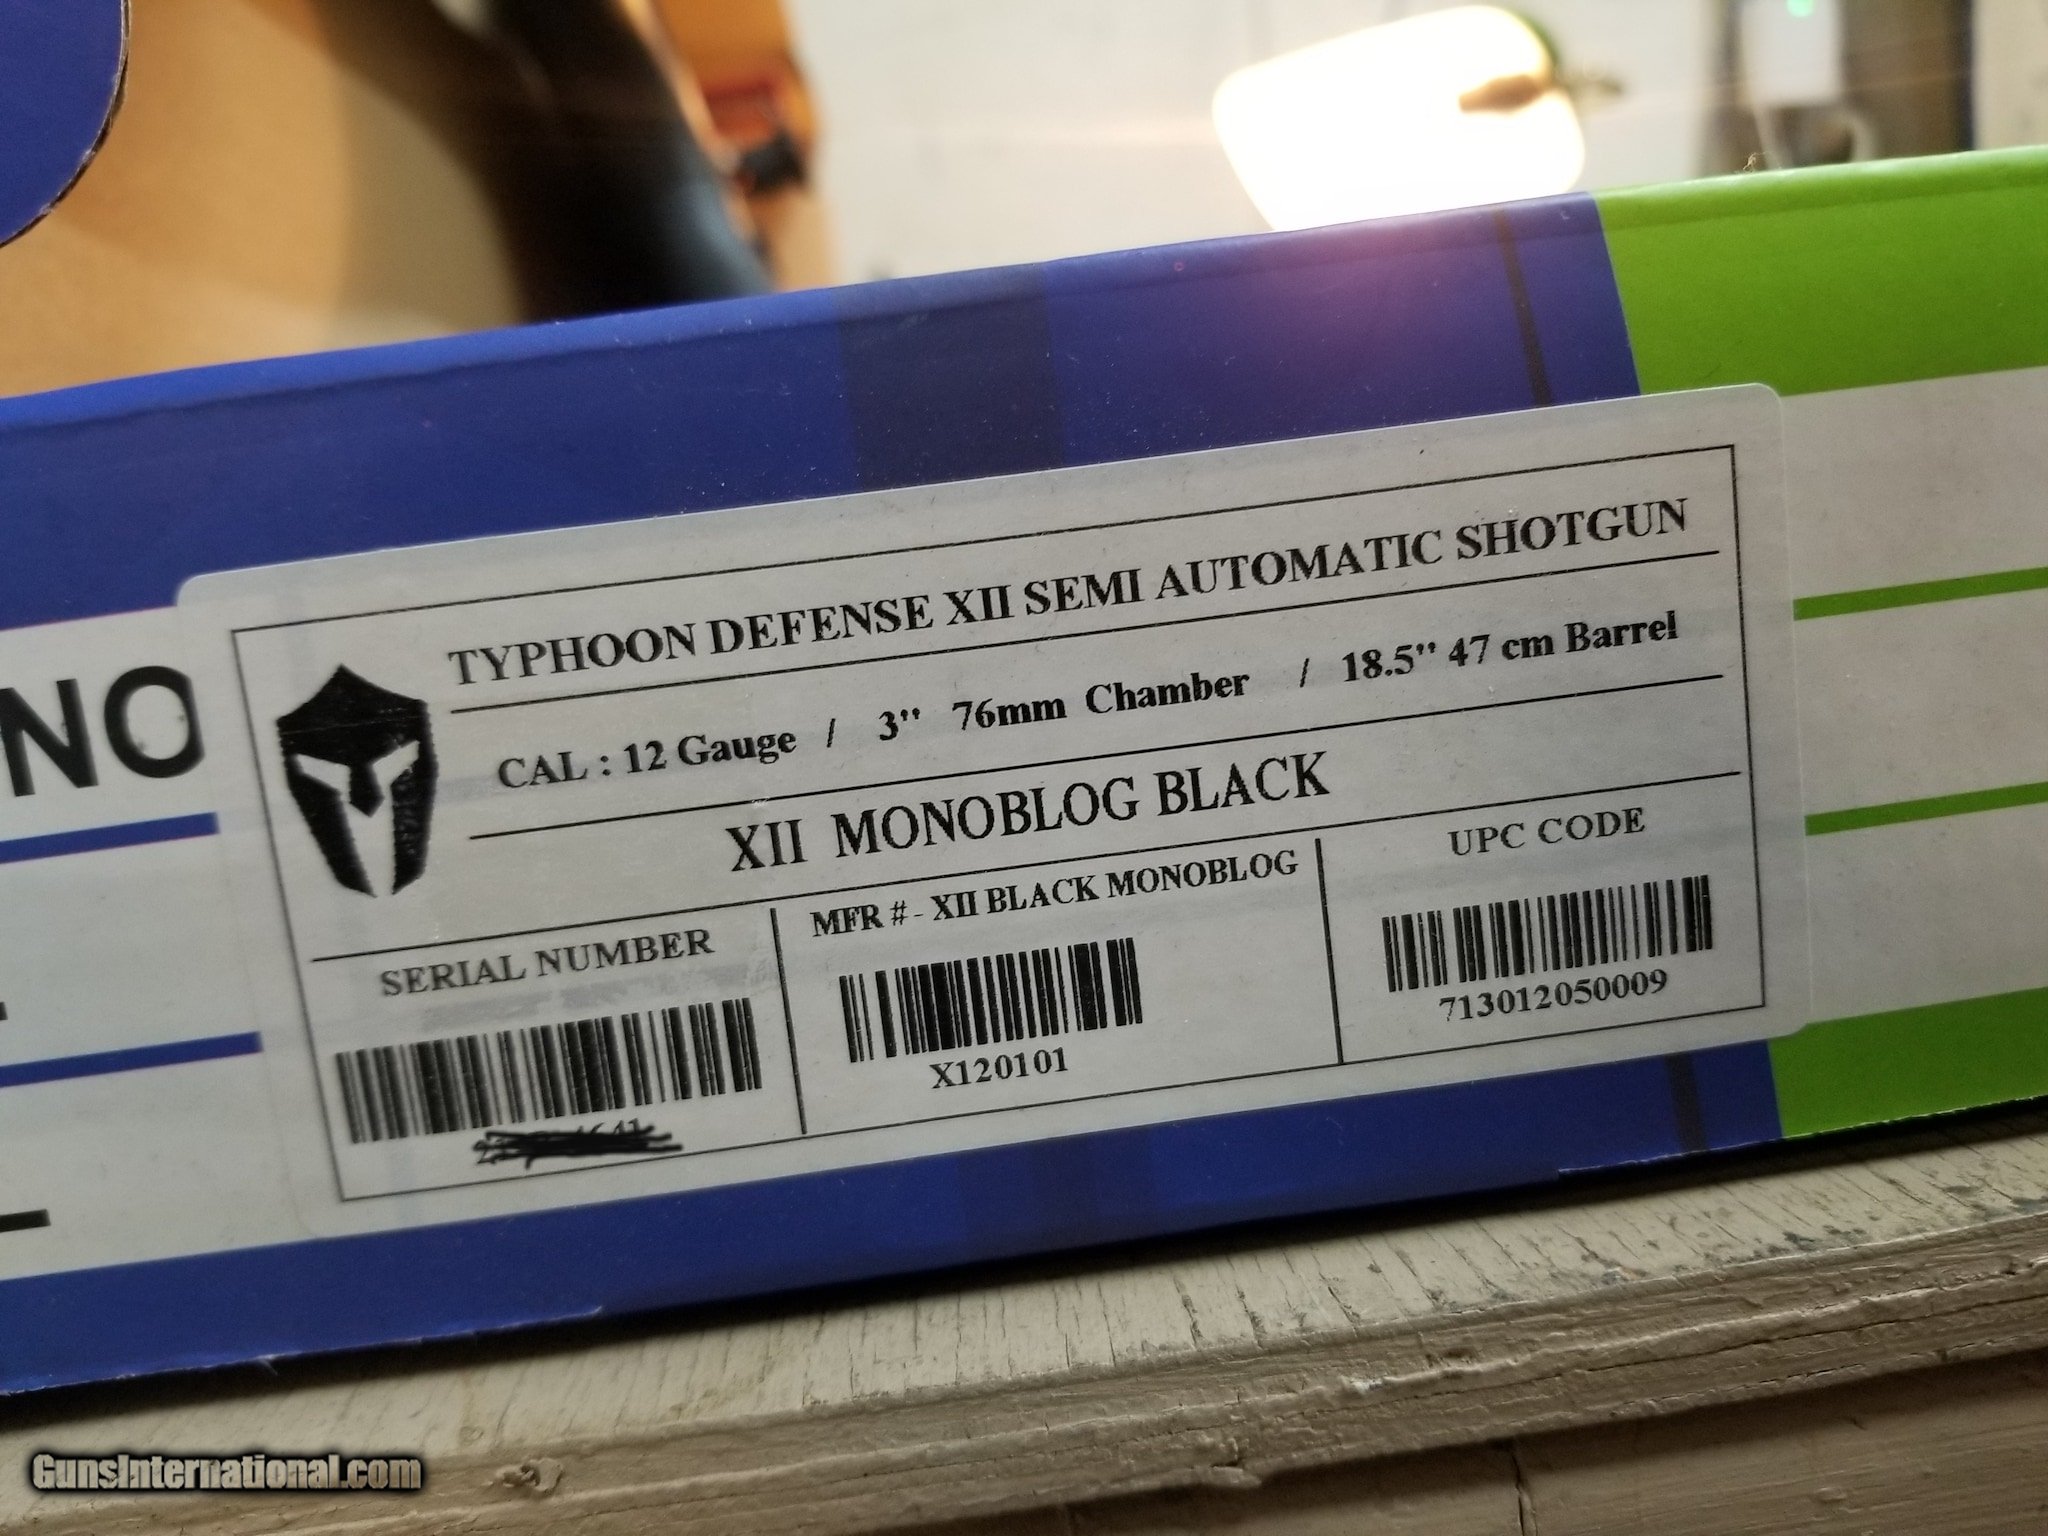 NO
TYPHOON DEFENSE XII SEMI AUTOMATIC SHOTGUN
CAL : 12 Gauge / 3" 76mm Chamber / 18.5" 47 cm Barrel
XII MONOBLOG BLACK
SERIAL NUMBER
MFR # - XII BLACK MONOBLOG
X120101
UPC CODE
713012050009
GunsInternational.com